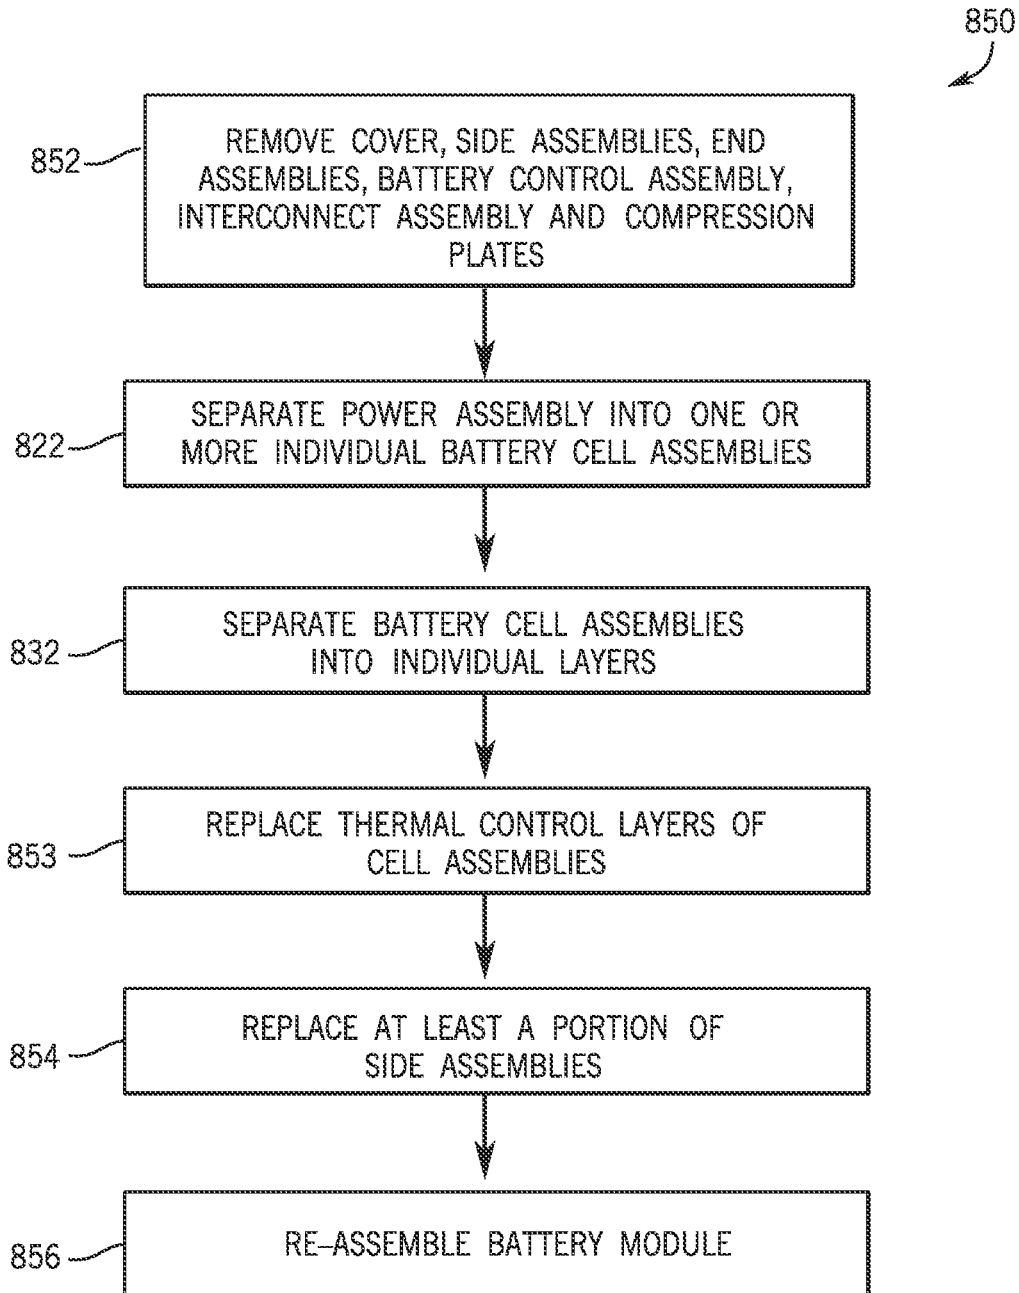 850
852
REMOVE COVER, SIDE ASSEMBLIES, END
ASSEMBLIES, BATTERY CONTROL ASSEMBLY,
INTERCONNECT ASSEMBLY AND COMPRESSION
PLATES
822
SEPARATE POWER ASSEMBLY INTO ONE OR
MORE INDIVIDUAL BATTERY CELL ASSEMBLIES
832
SEPARATE BATTERY CELL ASSEMBLIES
INTO INDIVIDUAL LAYERS
853
REPLACE THERMAL CONTROL LAYERS OF
CELL ASSEMBLIES
854
REPLACE AT LEAST A PORTION OF
SIDE ASSEMBLIES
856
RE–ASSEMBLE BATTERY MODULE